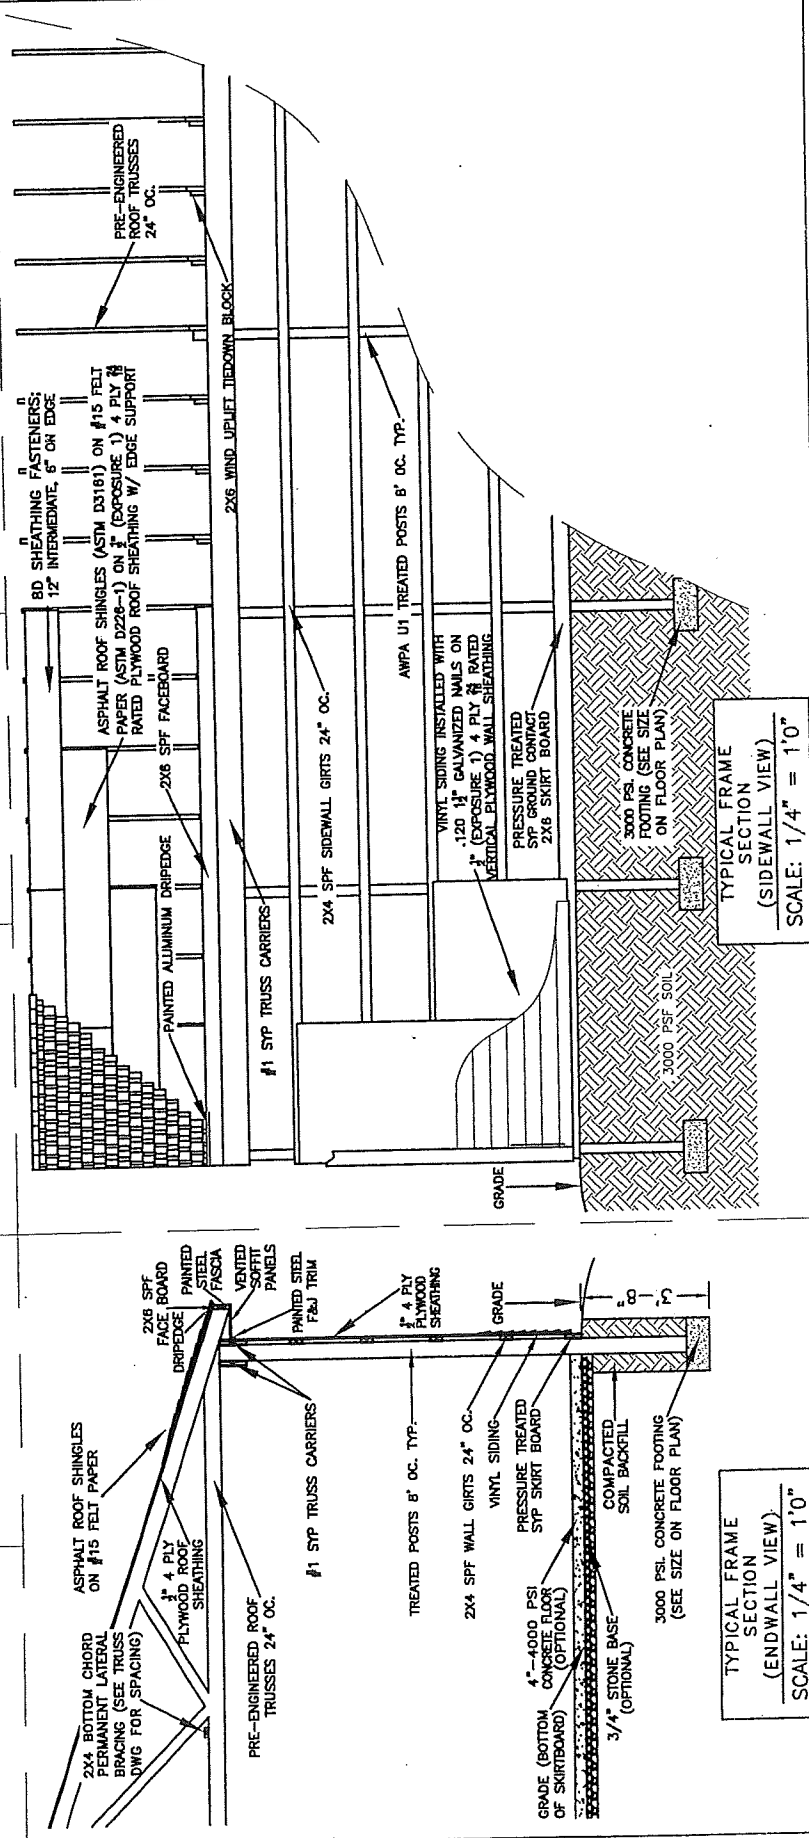 ASPHALT ROOF SHINGLES
ON #15 FELT PAPER
2X4 BOTTOM CHORD
PERMANENT LATERAL
BRACING (SEE TRUSS
DWG FOR SPACING)
½" 4 PLY
PLYWOOD ROOF
SHEATHING
PRE-ENGINEERED ROOF
TRUSSES 24" OC.
2X6 SPF
FACE BOARD
DRIPEDGE
PAINTED
STEEL
FASCIA
VENTED
SOFFIT
PANELS
PAINTED STEEL
F&J TRIM
#1 SYP TRUSS CARRIERS
½" 4 PLY
PLYWOOD
SHEATHING
TREATED POSTS 8' OC. TYP.
2X4 SPF WALL GIRTS 24" OC.
VINYL SIDING
PRESSURE TREATED
SYP SKIRT BOARD
GRADE
3'-8"
4"-4000 PSI
CONCRETE FLOOR
(OPTIONAL)
GRADE (BOTTOM
OF SKIRTBOARD)
3/4" STONE BASE
(OPTIONAL)
COMPACTED
SOIL BACKFILL
3000 PSI. CONCRETE FOOTING
(SEE SIZE ON FLOOR PLAN)
TYPICAL FRAME
SECTION
(ENDWALL VIEW)
SCALE: 1/4" = 1'0"
8D SHEATHING FASTENERS:
12" INTERMEDIATE, 6" ON EDGE
ASPHALT ROOF SHINGLES (ASTM D3161) ON #15 FELT
PAPER (ASTM D226-1) ON ½" (EXPOSURE 1) 4 PLY
RATED PLYWOOD ROOF SHEATHING W/ EDGE SUPPORT
PRE-ENGINEERED
ROOF TRUSSES
24" OC.
2X6 SPF FACEBOARD
PAINTED ALUMINUM DRIPEDGE
2X6 WIND UPLIFT TIEDOWN BLOCK
#1 SYP TRUSS CARRIERS
2X4 SPF SIDEWALL GIRTS 24" OC.
AWPA U1 TREATED POSTS 8' OC. TYP.
VINYL SIDING INSTALLED WITH
.120 1½" GALVANIZED NAILS ON
½" (EXPOSURE 1) 4 PLY RATED
VERTICAL PLYWOOD WALL SHEATHING
PRESSURE TREATED
SYP GROUND CONTACT
2X6 SKIRT BOARD
GRADE
3000 PSI. CONCRETE
FOOTING (SEE SIZE
ON FLOOR PLAN)
3000 PSF SOIL
TYPICAL FRAME
SECTION
(SIDEWALL VIEW)
SCALE: 1/4" = 1'0"